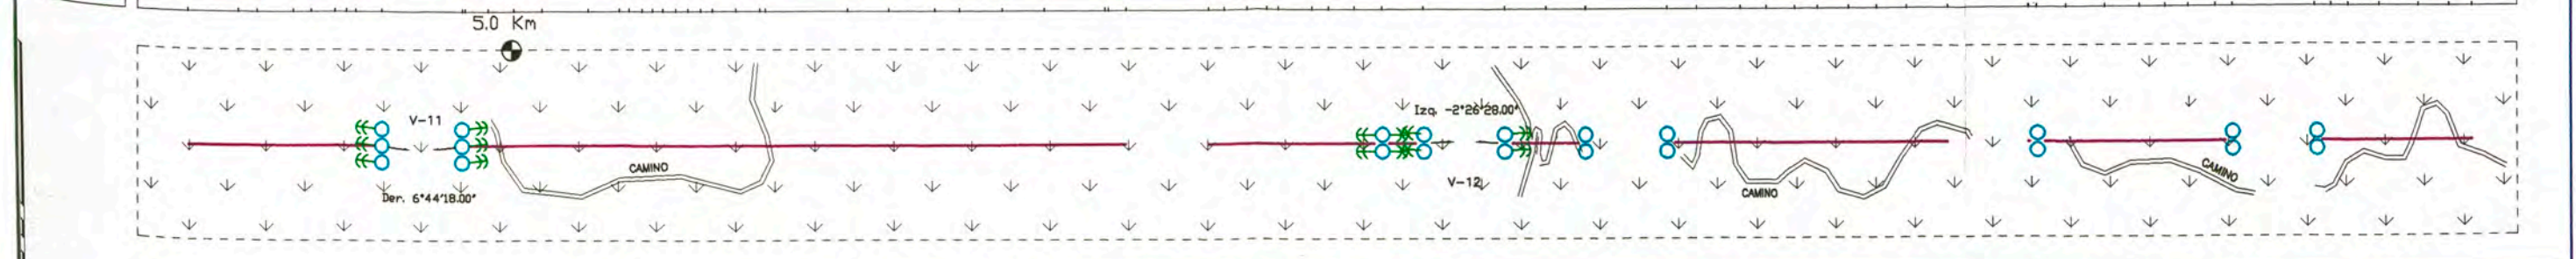 5.0 Km
V-11
Izq. -2°26'28.00"
CAMINO
V-12
CAMINO
CAMINO
Der. 6°44'18.00"